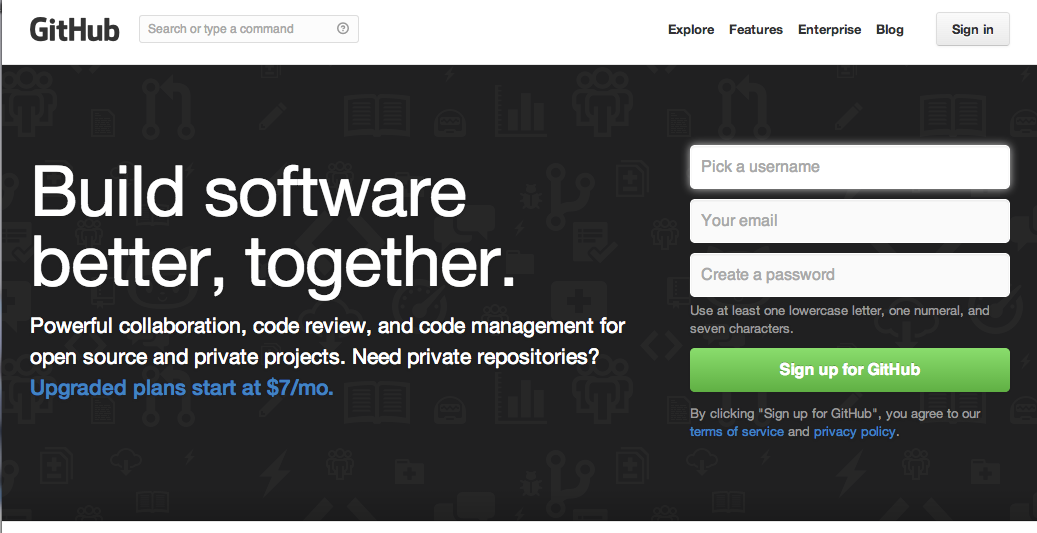 GitHub
Search or type a command
Explore
Features
Enterprise
Blog
Sign in
Build software
better, together.
Powerful collaboration, code review, and code management for
open source and private projects. Need private repositories?
Upgraded plans start at $7/mo.
Pick a username
Your email
Create a password
Use at least one lowercase letter, one numeral, and
seven characters.
Sign up for GitHub
By clicking "Sign up for GitHub", you agree to our
terms of service and privacy policy.